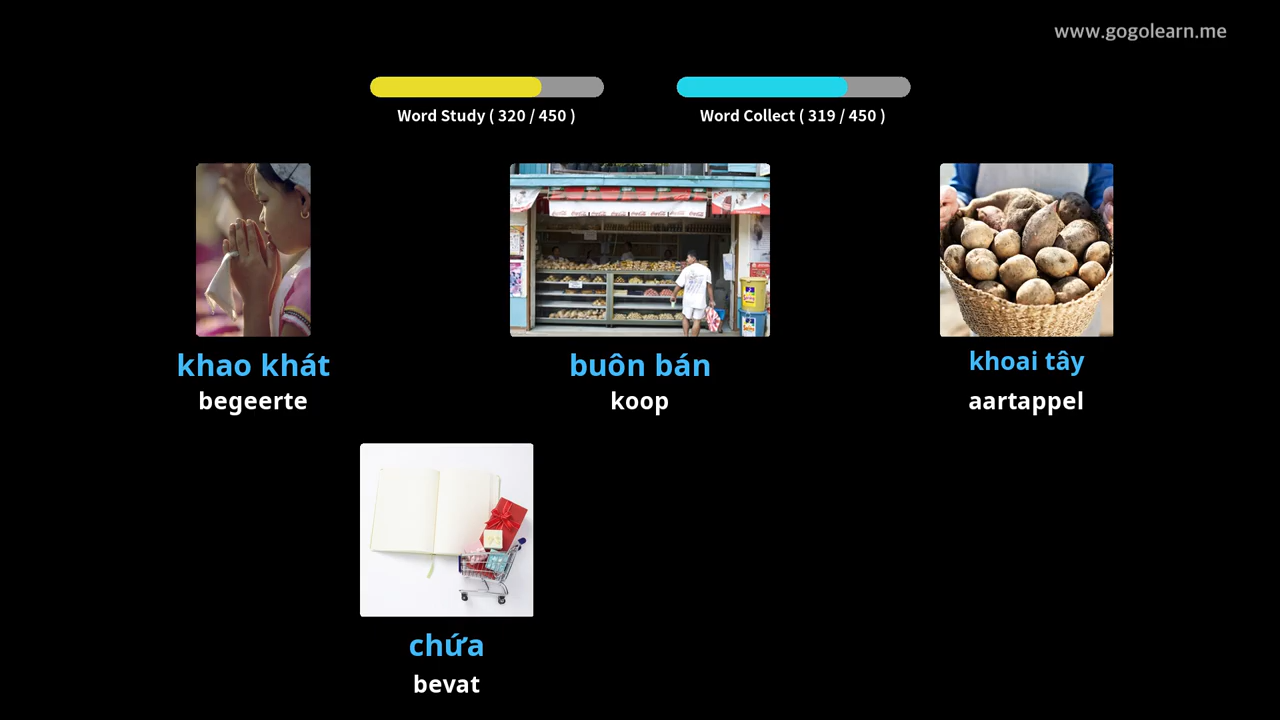 www.gogolearn.me
Word Study ( 320 / 450 )
Word Collect ( 319 / 450 )
khao khát
begeerte
buôn bán
koop
khoai tây
aartappel
chứa
bevat